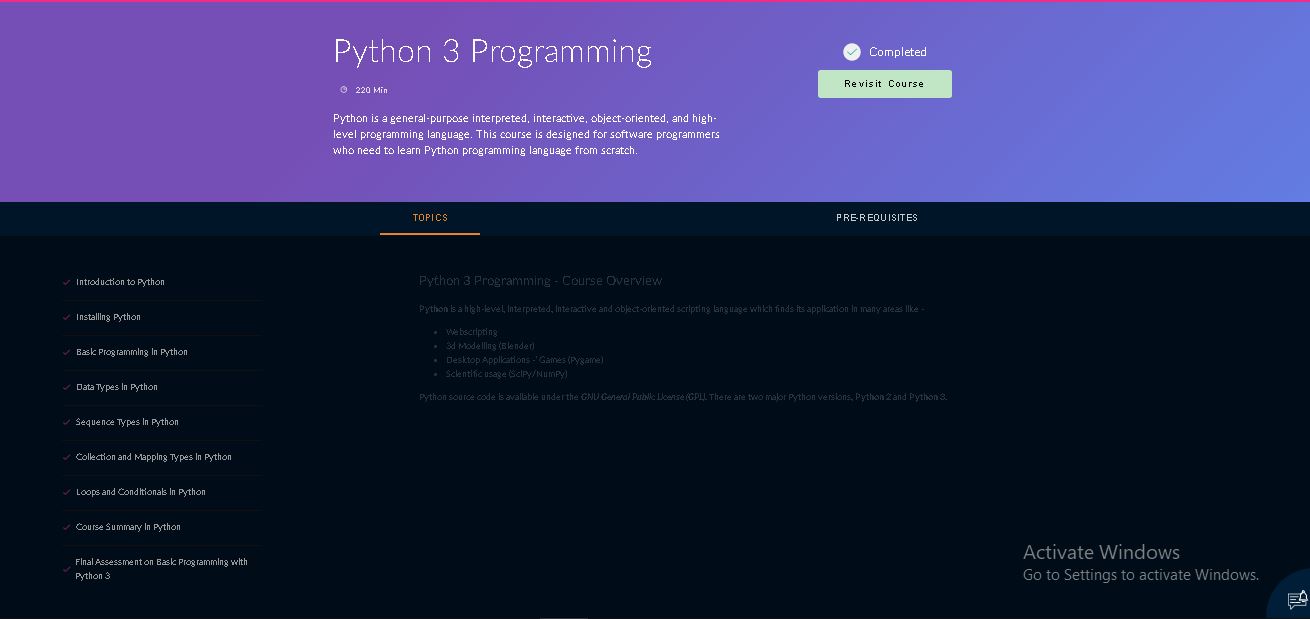 Python 3 Programming
220 Min
Python is a general-purpose interpreted, interactive, object-oriented, and high-
level programming language. This course is designed for software programmers
who need to learn Python programming language from scratch.
Completed
Revisit Course
TOPICS
PRE-REQUISITES
Introduction to Python
Installing Python
Basic Programming in Python
Data Types in Python
Sequence Types in Python
Collection and Mapping Types in Python
Loops and Conditionals in Python
Course Summary in Python
Final Assessment on Basic Programming with
Python 3
Python 3 Programming - Course Overview
Python is a high-level, interpreted, interactive and object-oriented scripting language which finds its application in many areas like -
Webscripting
3d Modelling (Blender)
Desktop Applications -' Games (Pygame)
Scientific usage (SciPy/NumPy)
Python source code is available under the GNU General Public License (GPL). There are two major Python versions, Python 2 and Python 3.
Activate Windows
Go to Settings to activate Windows.